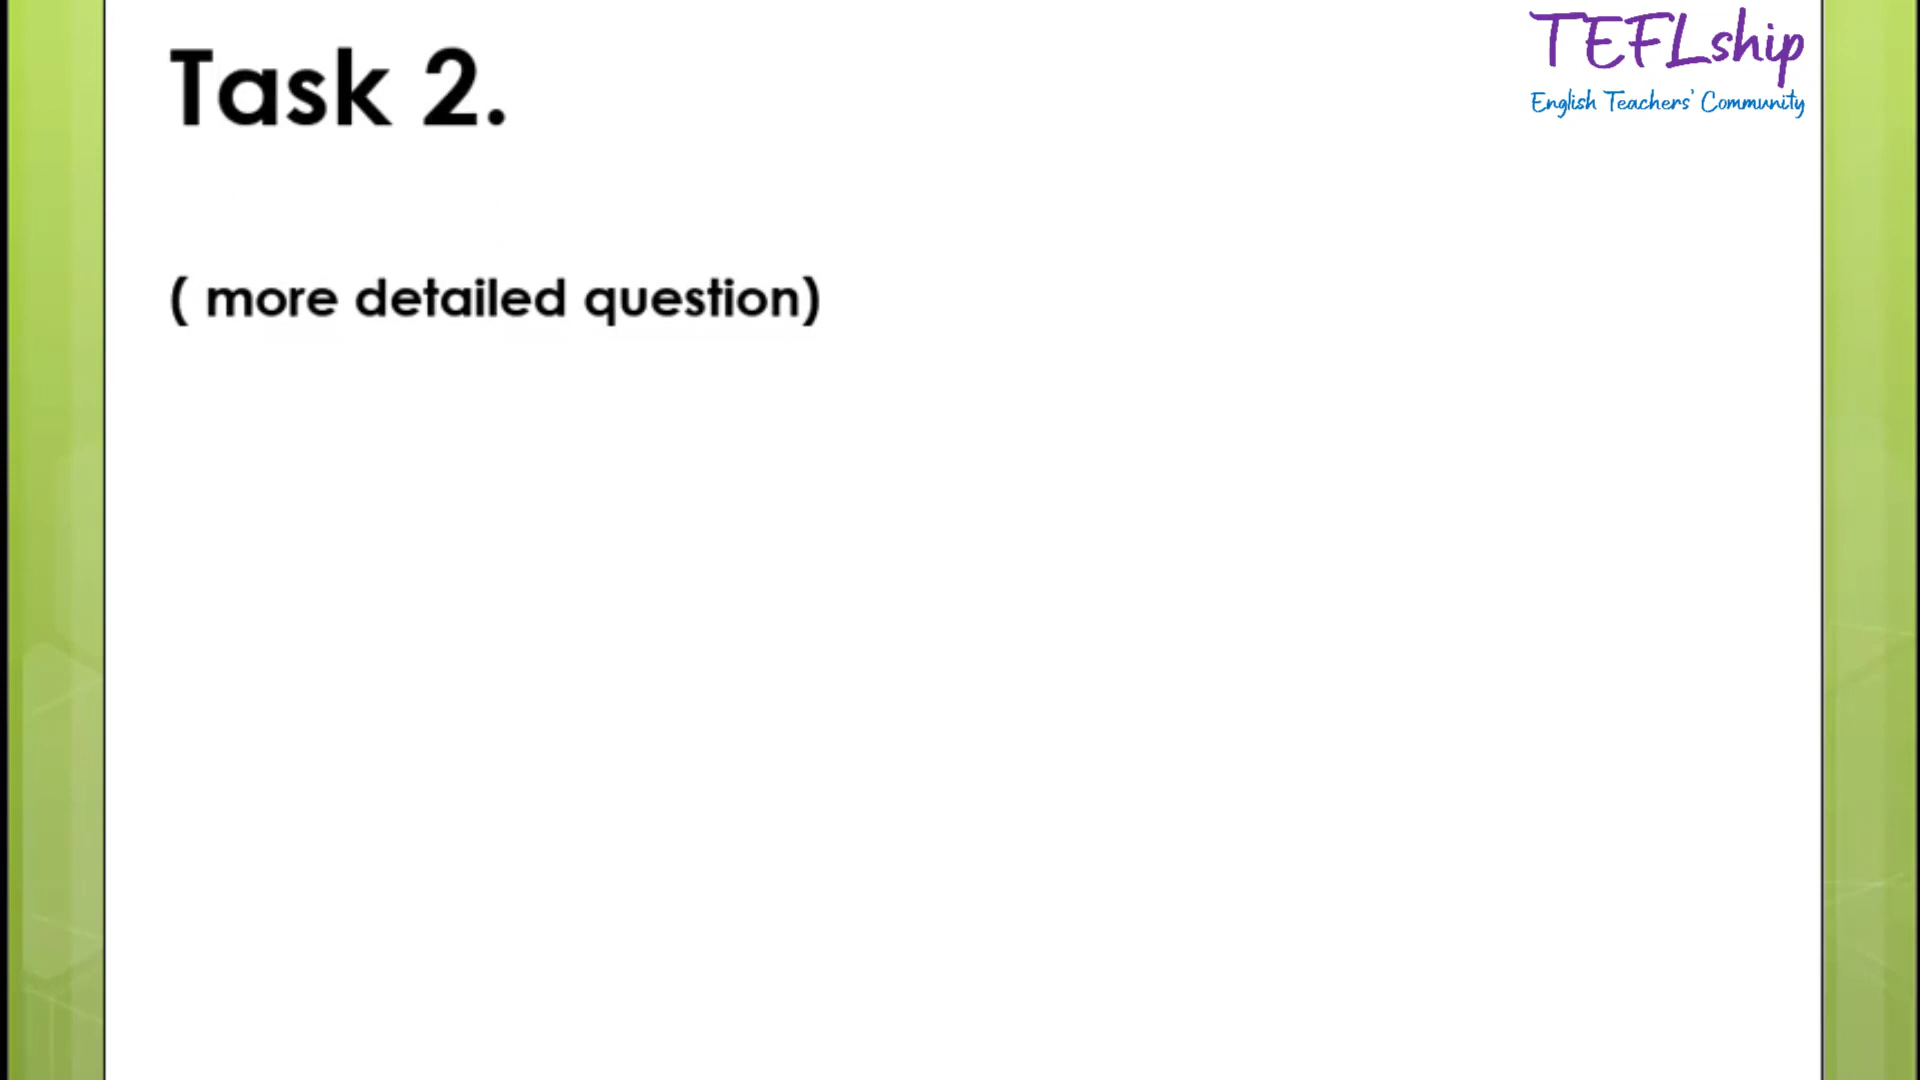 TEFLship
English Teachers' Community
Task 2.
( more detailed question)